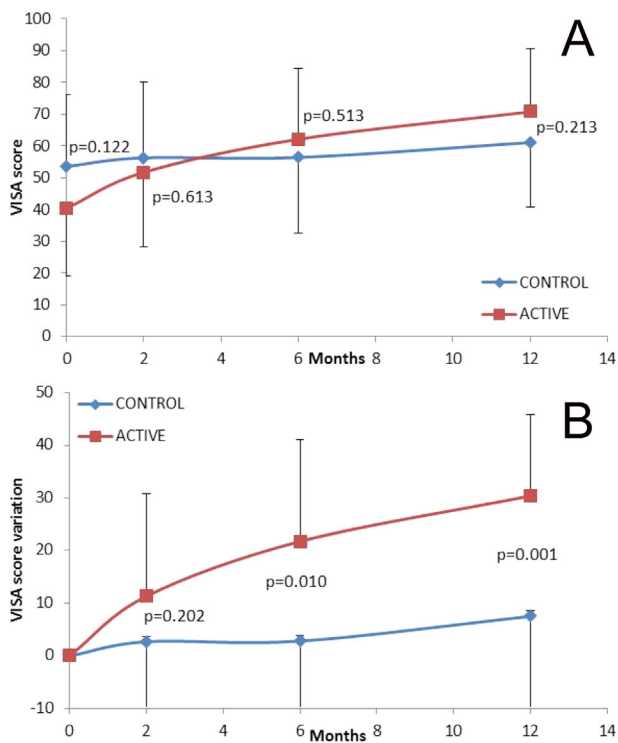 A
100
90
80
70
60
50
40
30
20
10
0
VISA score
p=0.122
p=0.613
p=0.513
p=0.213
CONTROL
ACTIVE
0 2 4 6 Months 8 10 12 14
B
50
40
30
20
10
0
-10
VISA score variation
CONTROL
ACTIVE
p=0.202
p=0.010
p=0.001
0 2 4 6 Months 8 10 12 14